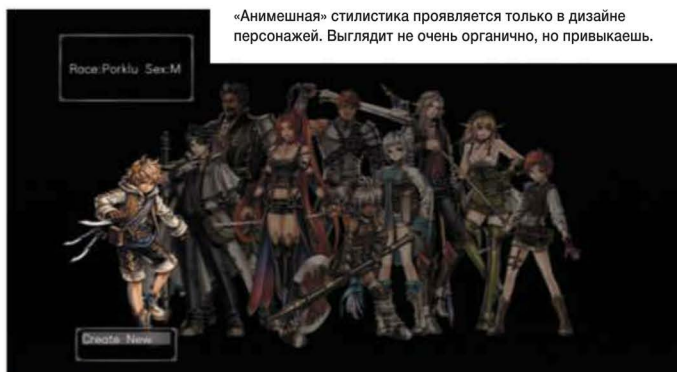 «Анимешная» стилистика проявляется только в дизайне
персонажей. Выглядит не очень органично, но привыкаешь.
Race:Porklu Sex:M
Create New